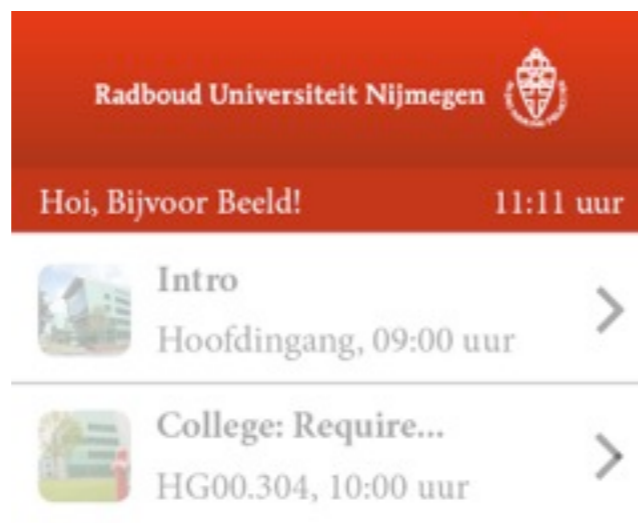 Radboud Universiteit Nijmegen
Hoi, Bijvoor Beeld! 11:11 uur
Intro
Hoofdingang, 09:00 uur
College: Require...
HG00.304, 10:00 uur